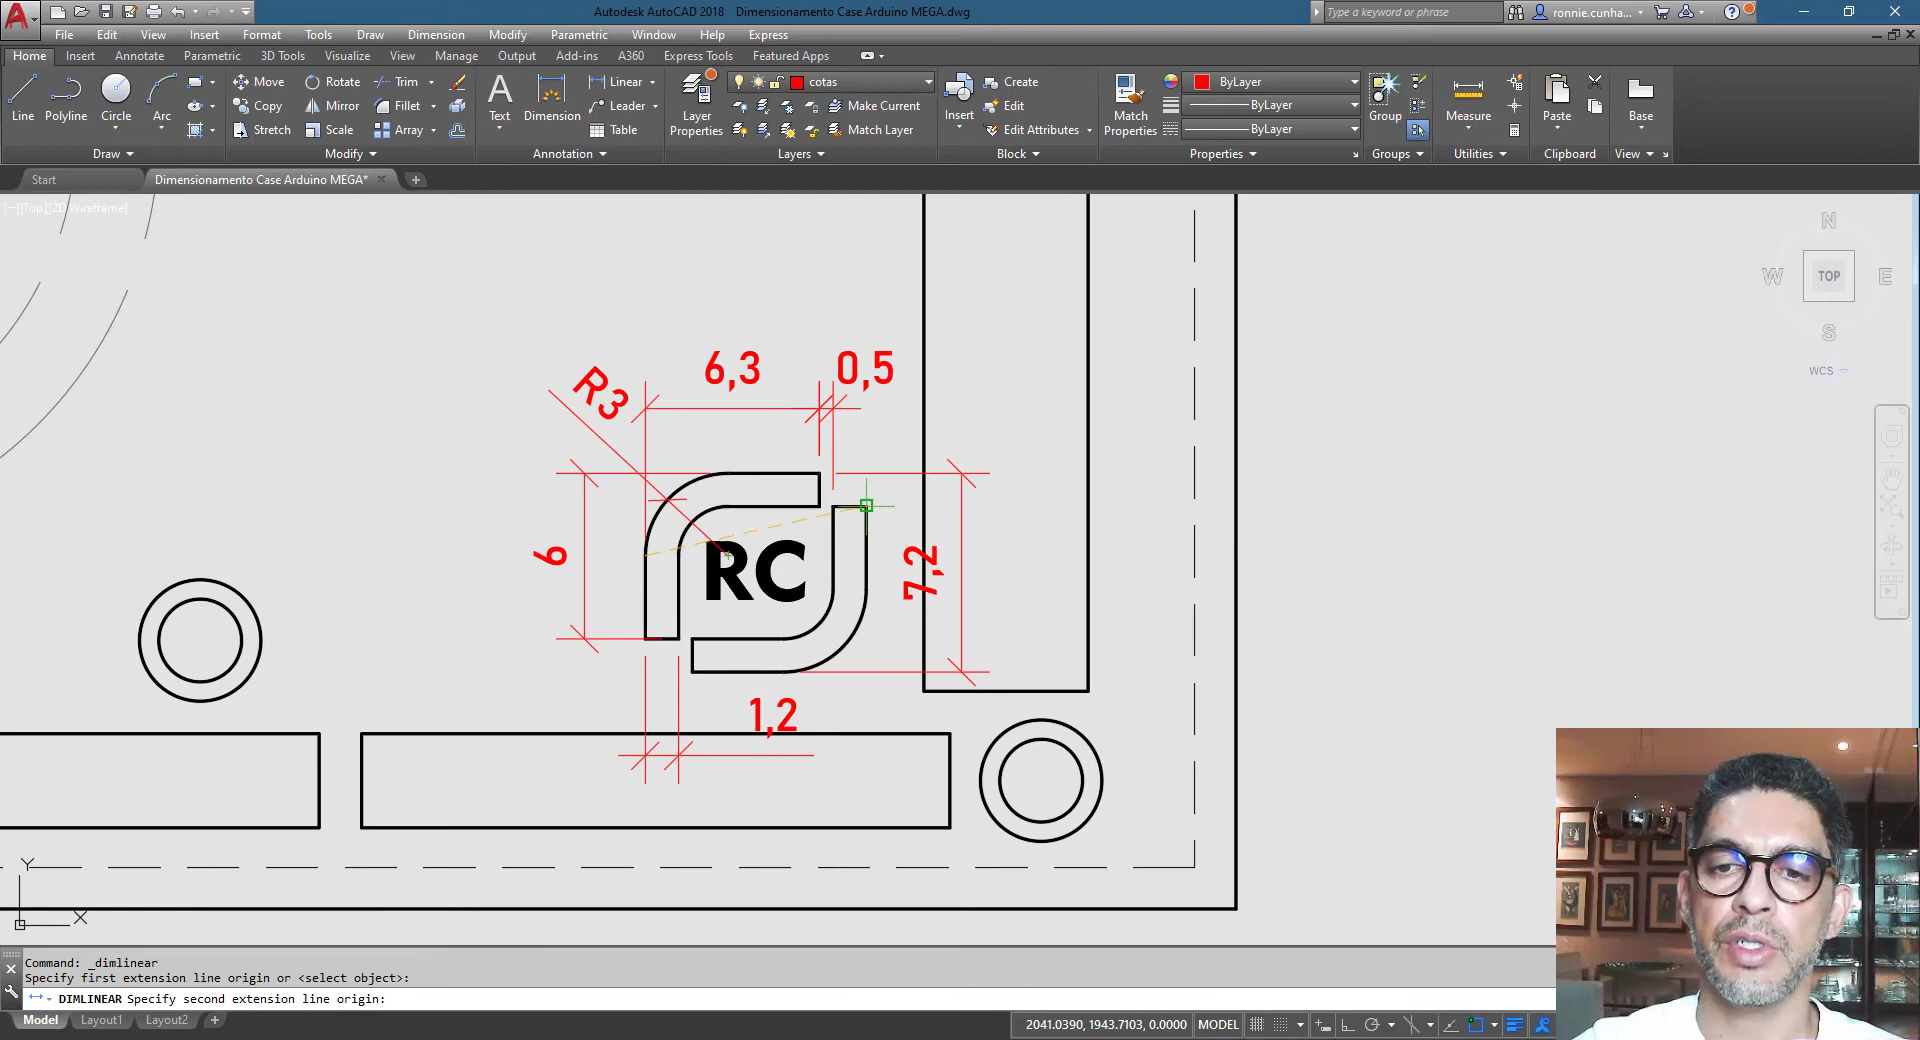 Autodesk AutoCAD 2018 Dimensionamento Case Arduino MEGA.dwg
Type a keyword or phrase
ronnie.cunha...
File Edit View Insert Format Tools Draw Dimension Modify Parametric Window Help Express
Home Insert Annotate Parametric 3D Tools Visualize View Manage Output Add-ins A360 Express Tools Featured Apps
Line Polyline Circle Arc
Move Rotate Trim
Copy Mirror Fillet
Stretch Scale Array
Text Dimension
Linear
Leader
Table
Layer Properties
cotas
Make Current
Match Layer
Insert
Create
Edit
Edit Attributes
Match Properties
ByLayer
ByLayer
ByLayer
Group
Measure
Paste
Base
Draw Modify Annotation Layers Block Properties Groups Utilities Clipboard View
Start Dimensionamento Case Arduino MEGA*
[−][Top][2D Wireframe]
N
W TOP E
S
WCS
6,3 0,5
R3
6
RC
7,2
1,2
Y
X
Command: _dimlinear
Specify first extension line origin or <select object>:
DIMLINEAR Specify second extension line origin:
Model Layout1 Layout2
2041.0390, 1943.7103, 0.0000 MODEL